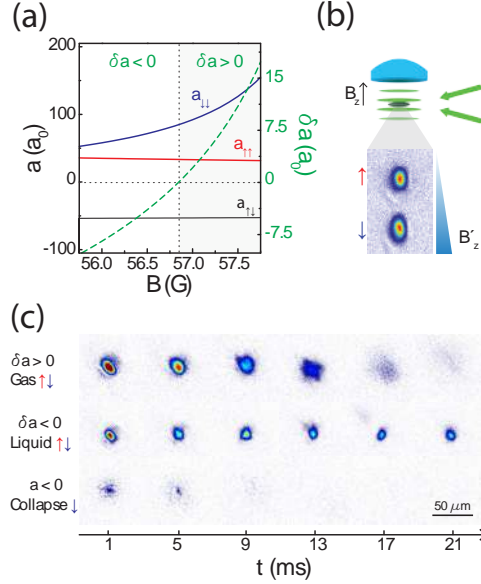 (a)
δa<0 δa>0
200
100
0
-100
a (a₀)
a↓↓
a↑↑
a↑↓
15
7.5
0
-7.5
δa (a₀)
56.0 56.5 57.0 57.5
B (G)
(b)
B_z ↑
↑
↓
B′_z
(c)
δa > 0
Gas ↑↓
δa < 0
Liquid ↑↓
a < 0
Collapse ↓
50 μm
1 5 9 13 17 21
t (ms)